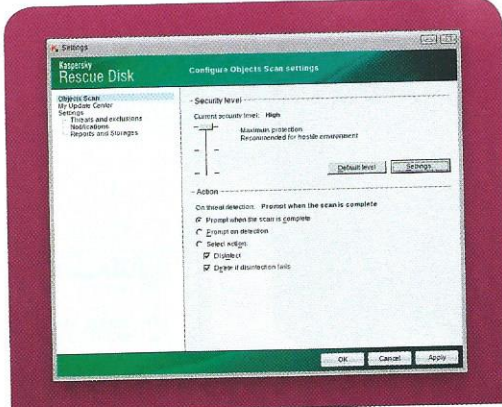 Settings
Kaspersky
Rescue Disk
Configure Objects Scan settings
Objects Scan
My Update Center
Settings
Threats and exclusions
Notifications
Reports and Storages
Security level
Current security level: High
Maximum protection
Recommended for hostile environment
Default level
Settings
Action
On threat detection: Prompt when the scan is complete
Prompt when the scan is complete
Prompt on detection
Select action:
Disinfect
Delete if disinfection fails
OK
Cancel
Apply